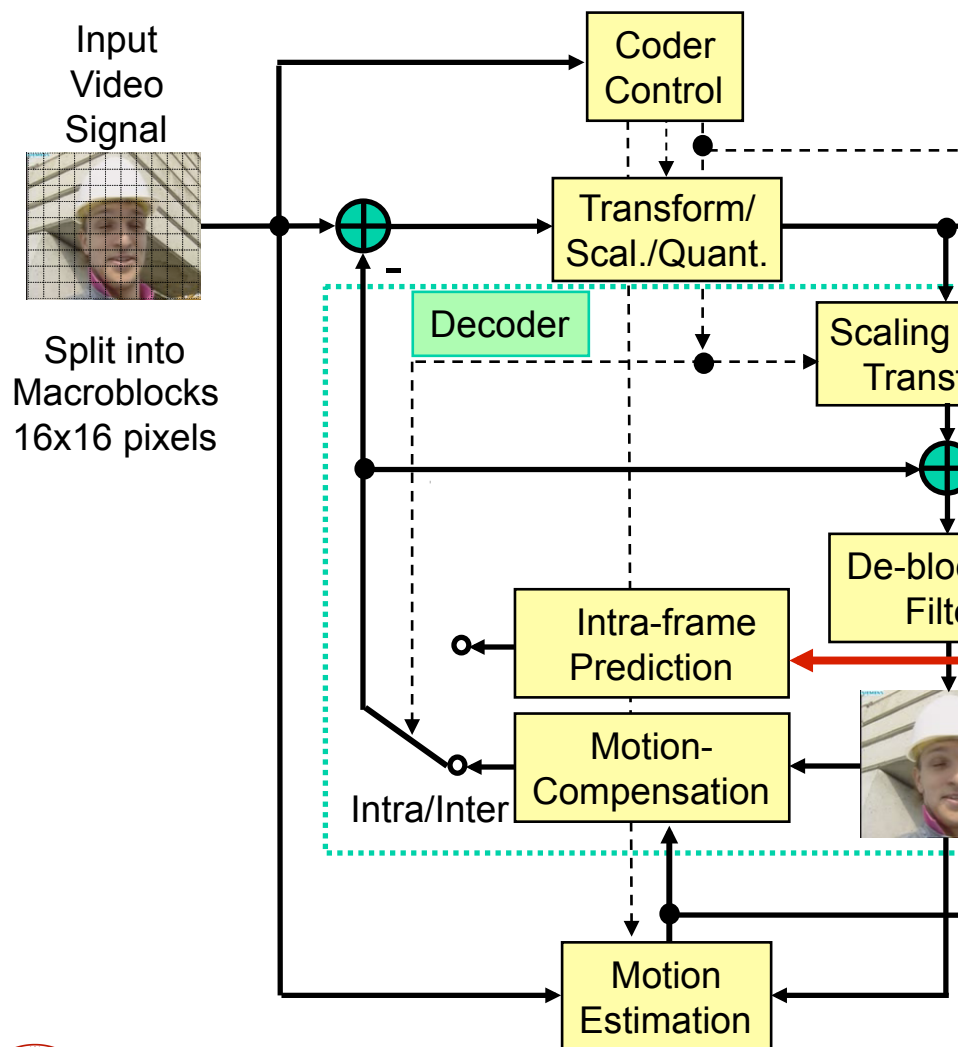 Input
Video
Signal
Coder
Control
Transform/
Scal./Quant.
-
Decoder
Scaling
Split into
Macroblocks
16x16 pixels
Intra-frame
Prediction
Motion-
Compensation
Intra/Inter
Motion
Estimation